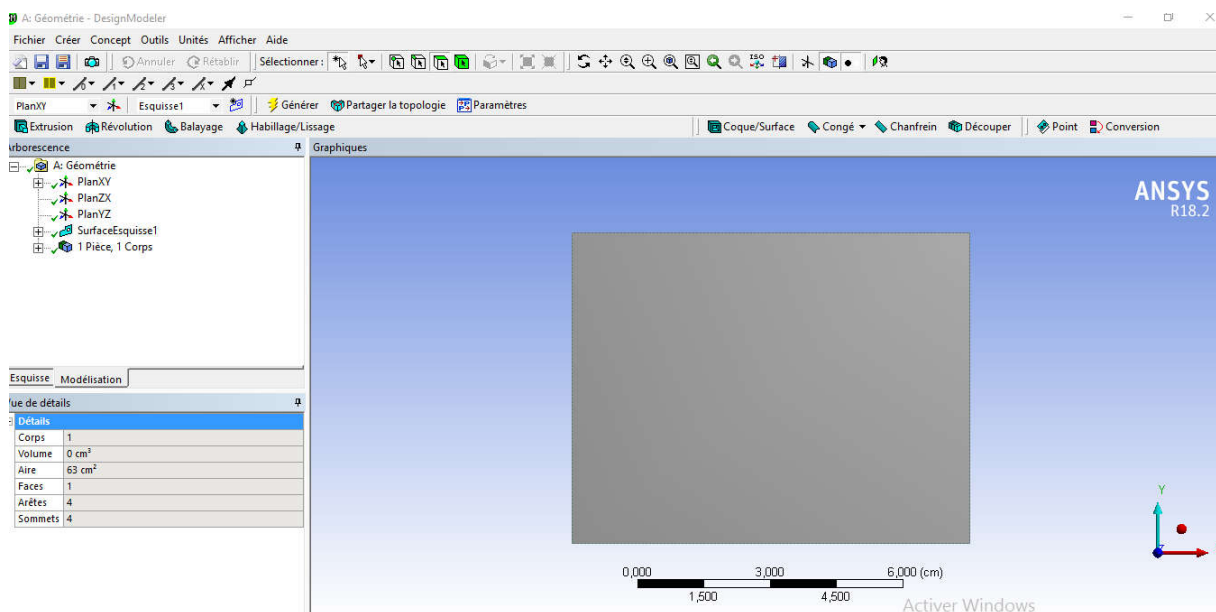 A: Géométrie - DesignModeler
Fichier Créer Concept Outils Unités Afficher Aide
Annuler Rétablir Sélectionner:
PlanXY Esquisse1 Générer Partager la topologie Paramètres
Extrusion Révolution Balayage Habillage/Lissage Coque/Surface Congé Chanfrein Découper Point Conversion
rborescence Graphiques
A: Géométrie
PlanXY
PlanZX
PlanYZ
SurfaceEsquisse1
1 Pièce, 1 Corps
ANSYS
R18.2
Esquisse Modélisation
ue de détails
Détails
Corps 1
Volume 0 cm³
Aire 63 cm²
Faces 1
Arêtes 4
Sommets 4
Y
0,000 3,000 6,000 (cm)
1,500 4,500
Activer Windows